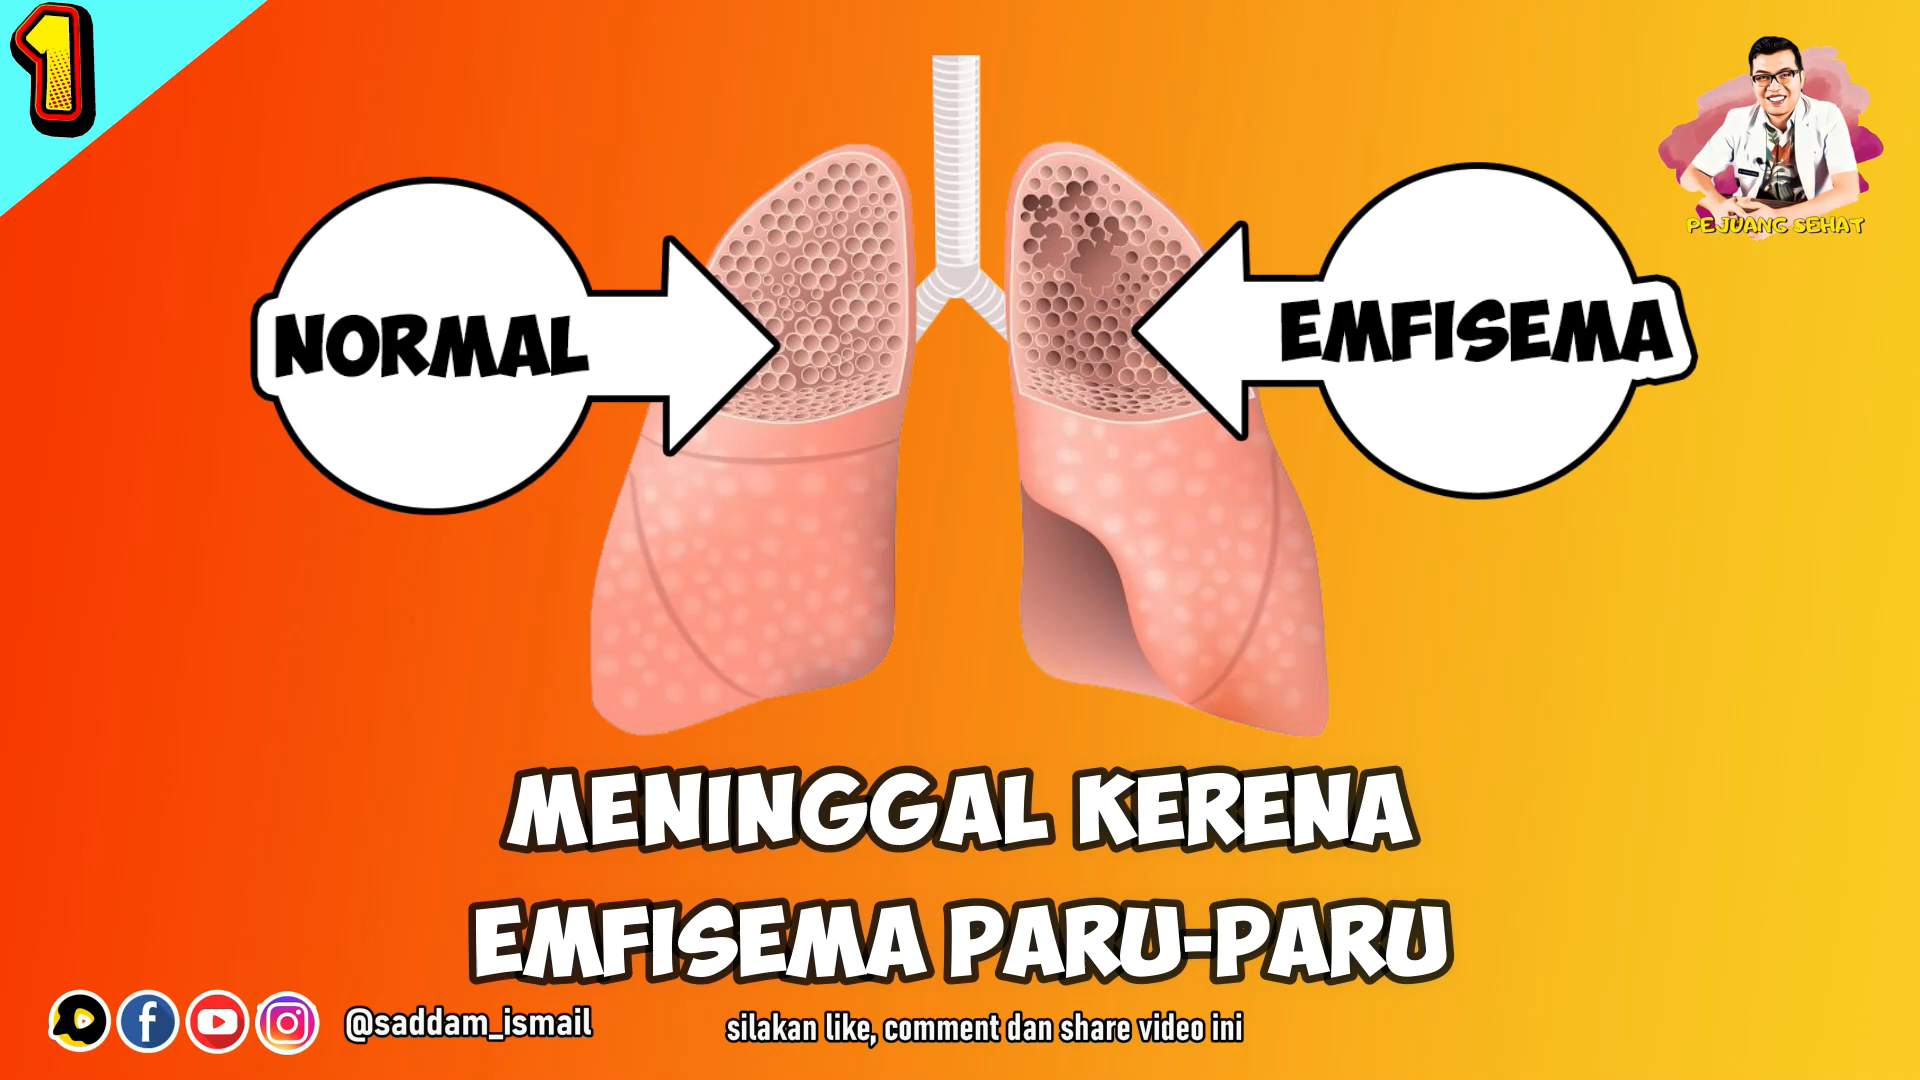 1
PEJUANG SEHAT
NORMAL
EMFISEMA
MENINGGAL KERENA
EMFISEMA PARU-PARU
@saddam_ismail
silakan like, comment dan share video ini